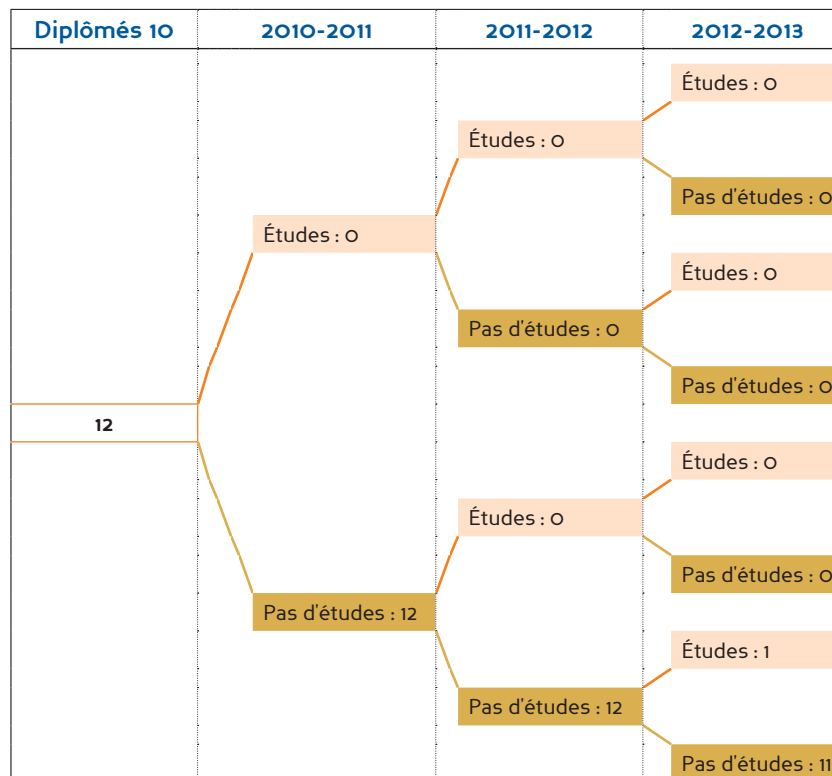 Diplômés 10 2010-2011 2011-2012 2012-2013
Études : 0
Études : 0
Pas d'études : 0
Études : 0
Études : 0
Pas d'études : 0
Pas d'études : 0
12
Études : 0
Études : 0
Pas d'études : 0
Pas d'études : 12
Études : 1
Pas d'études : 12
Pas d'études : 11